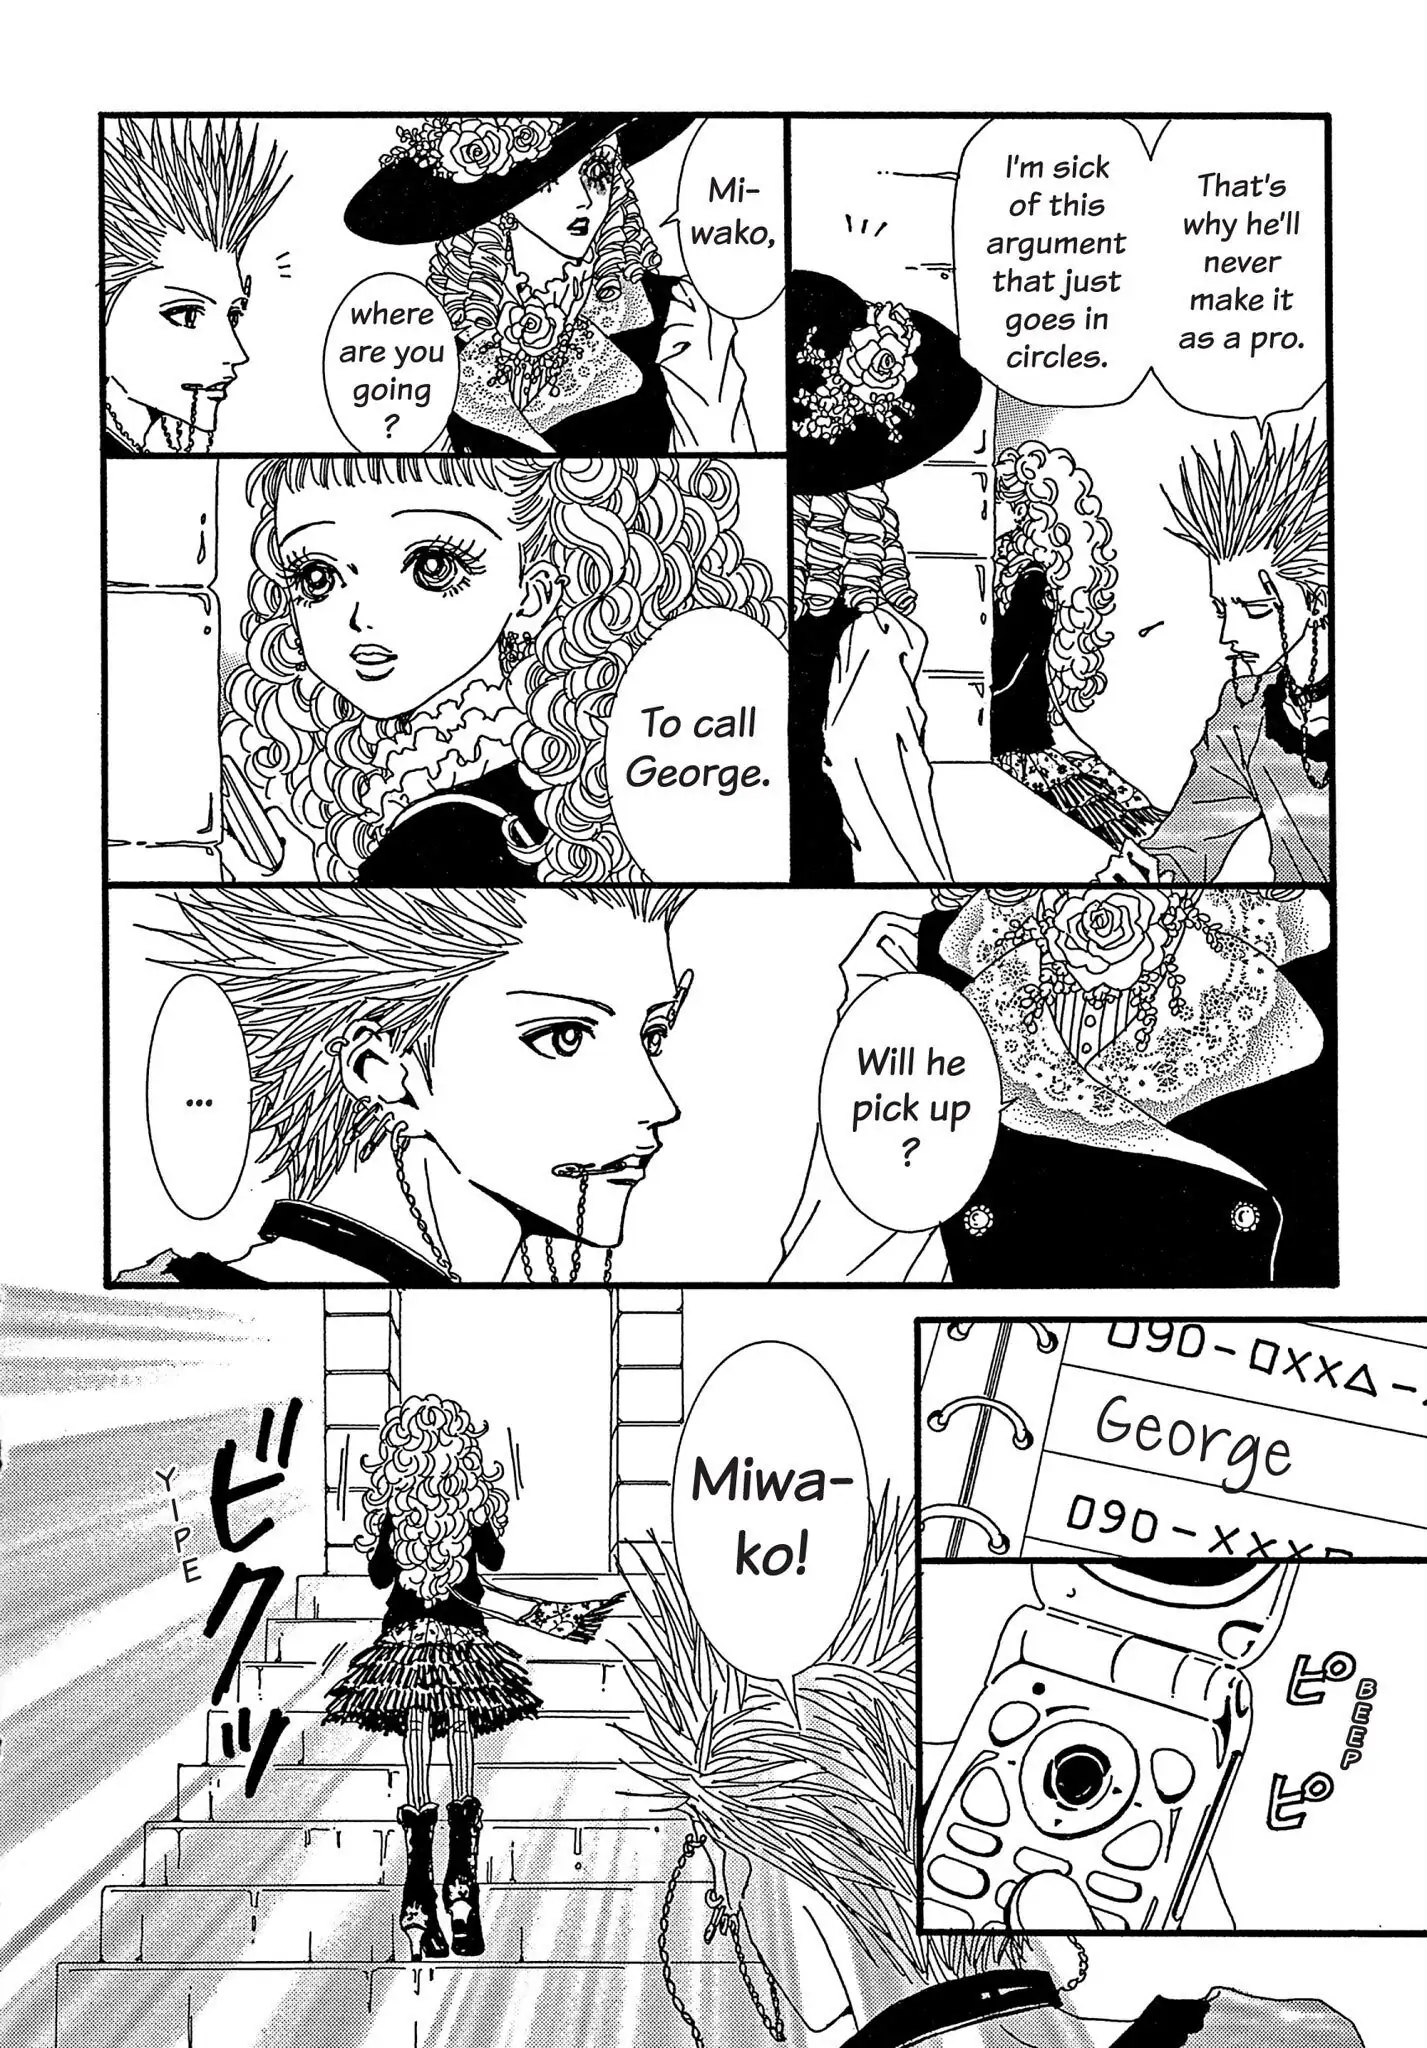 That's
why he'll
never
make it
as a pro.
I'm sick
of this
argument
that just
goes in
circles.
Mi-
wako,
where
are you
going
?
To call
George.
Will he
pick up
?
...
090-□××△-
George
090-×××
ピ
BEEP
ピ
Miwa-
ko!
ビクッ
YIPE